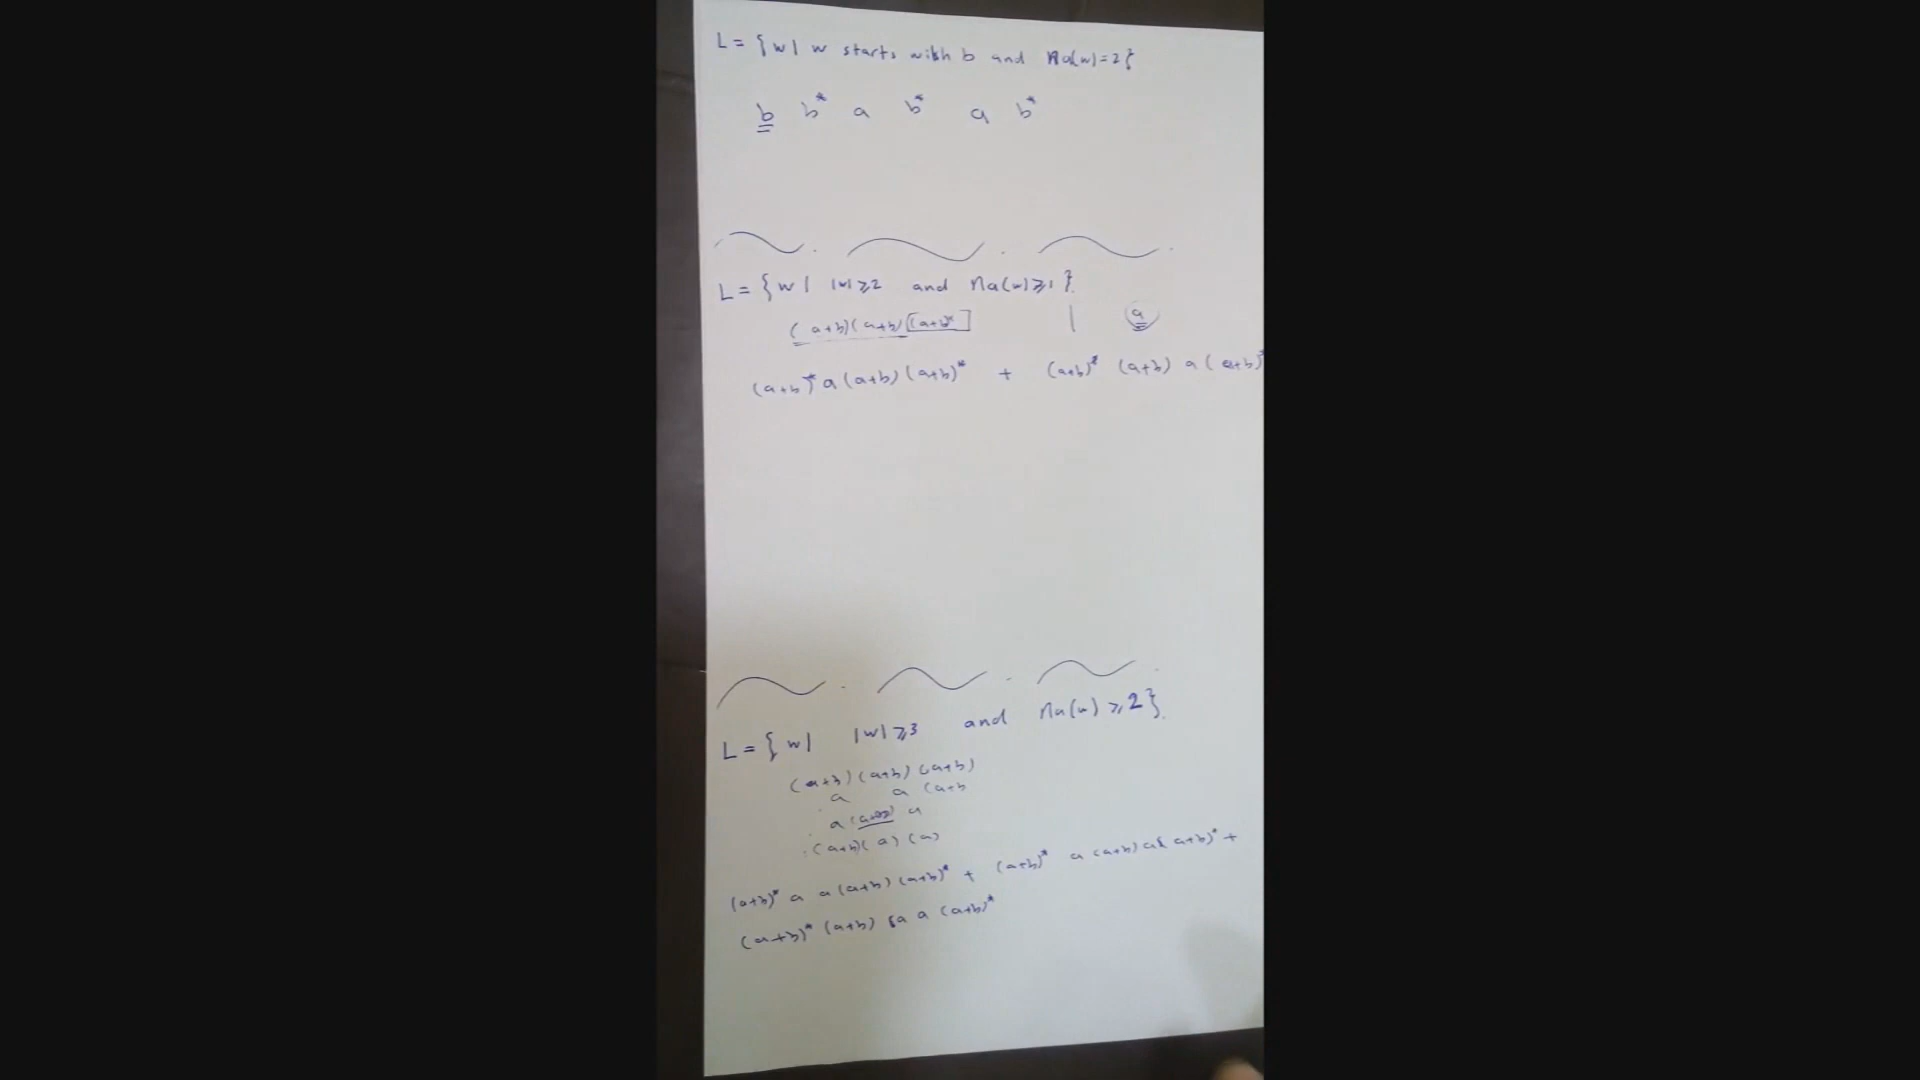 L = {w| w starts with b and na(w)=2}
b b* a b* a b*
L = {w| |w|⩾2 and na(w)⩾1}
(a+b)(a+b)[(a+b)*] | a
(a+b)* a (a+b) (a+b)* + (a+b)* (a+b) a (a+b)*
L = {w| |w|⩾3 and na(w)⩾2}.
(a+b)(a+b)(a+b)
a a (a+b
a (a+b) a
(a+b)(a)(a)
(a+b)* a a (a+b) (a+b)* + (a+b)* a (a+b) a (a+b)* +
(a+b)* (a+b) a a (a+b)*